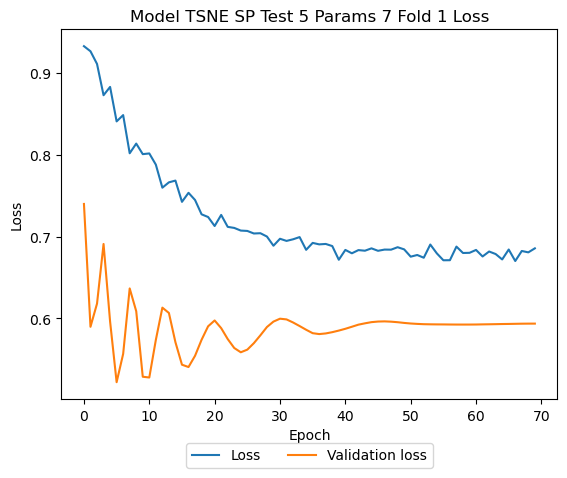 Model TSNE SP Test 5 Params 7 Fold 1 Loss
0.9
0.8
0.7
0.6
Loss
0 10 20 30 40 50 60 70
Epoch
Loss Validation loss